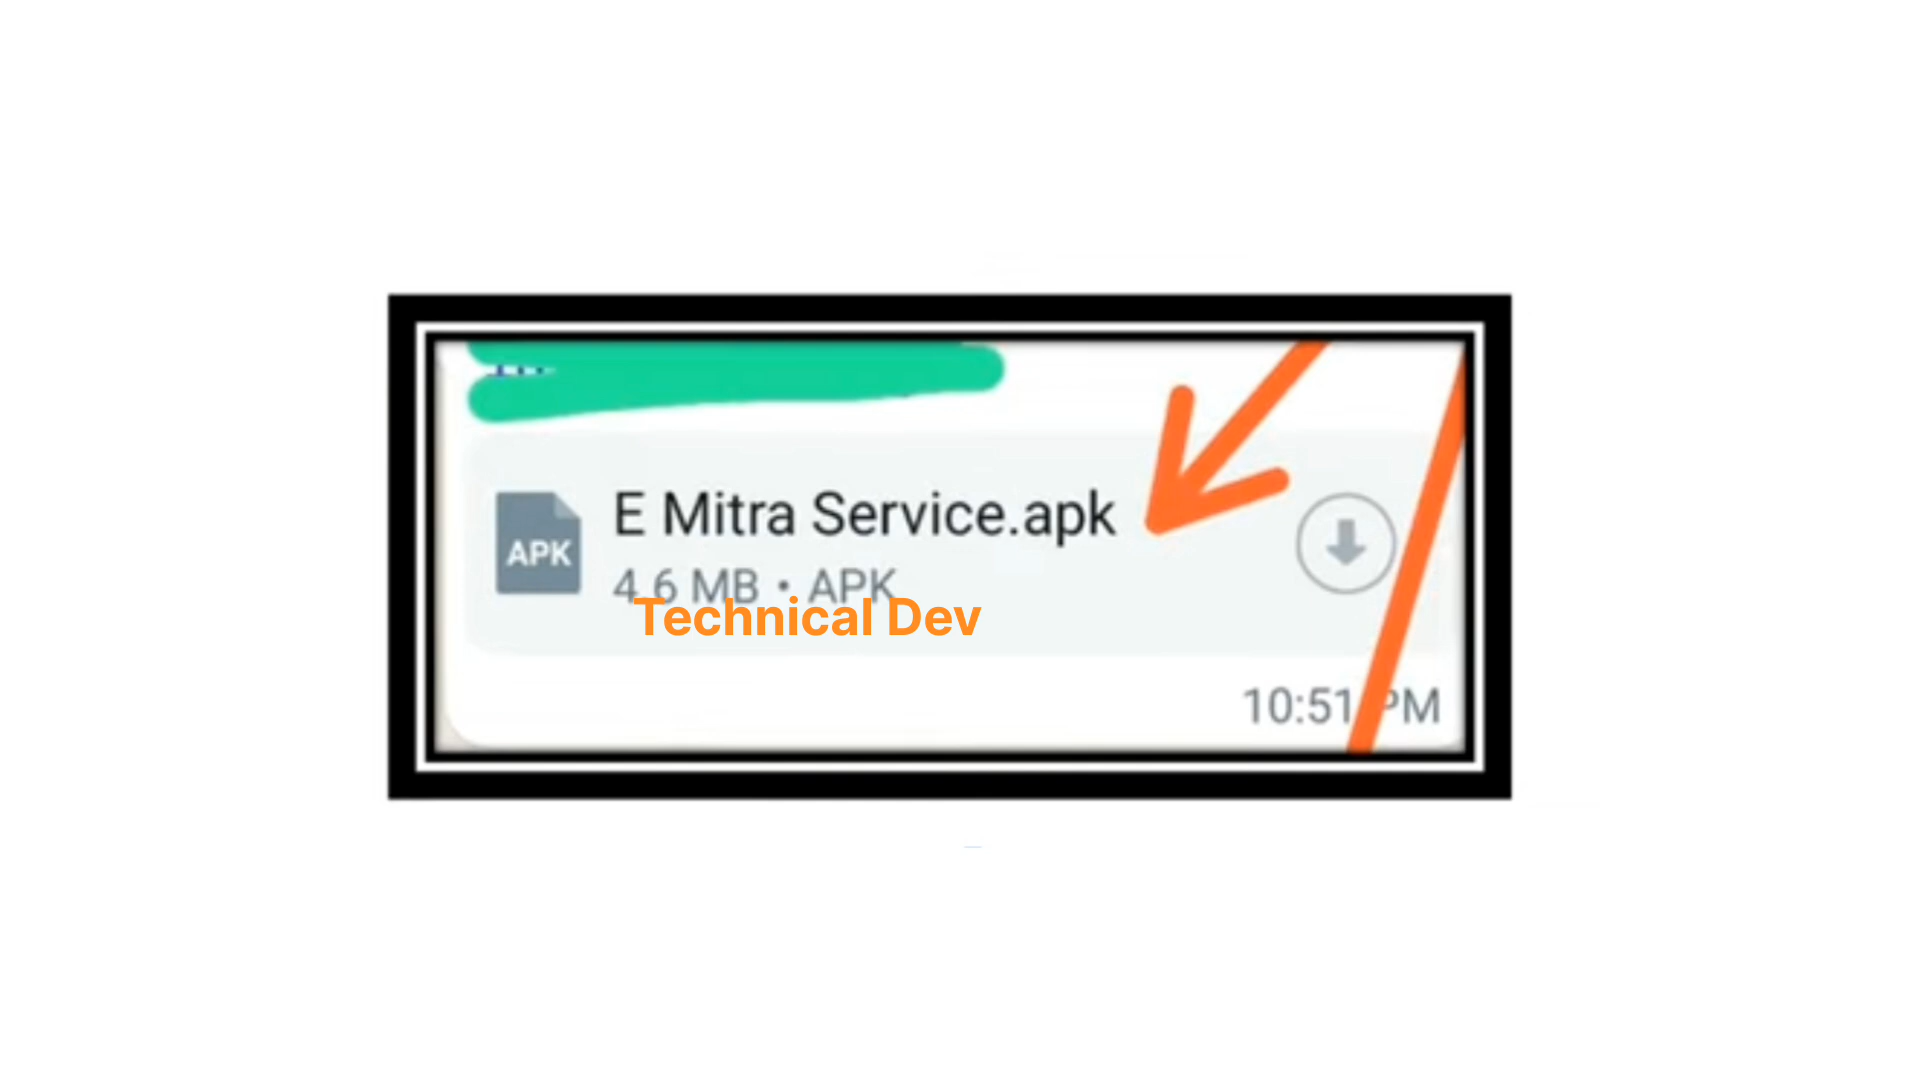 E Mitra Service.apk
APK
4.6 MB • APK
Technical Dev
10:51 PM